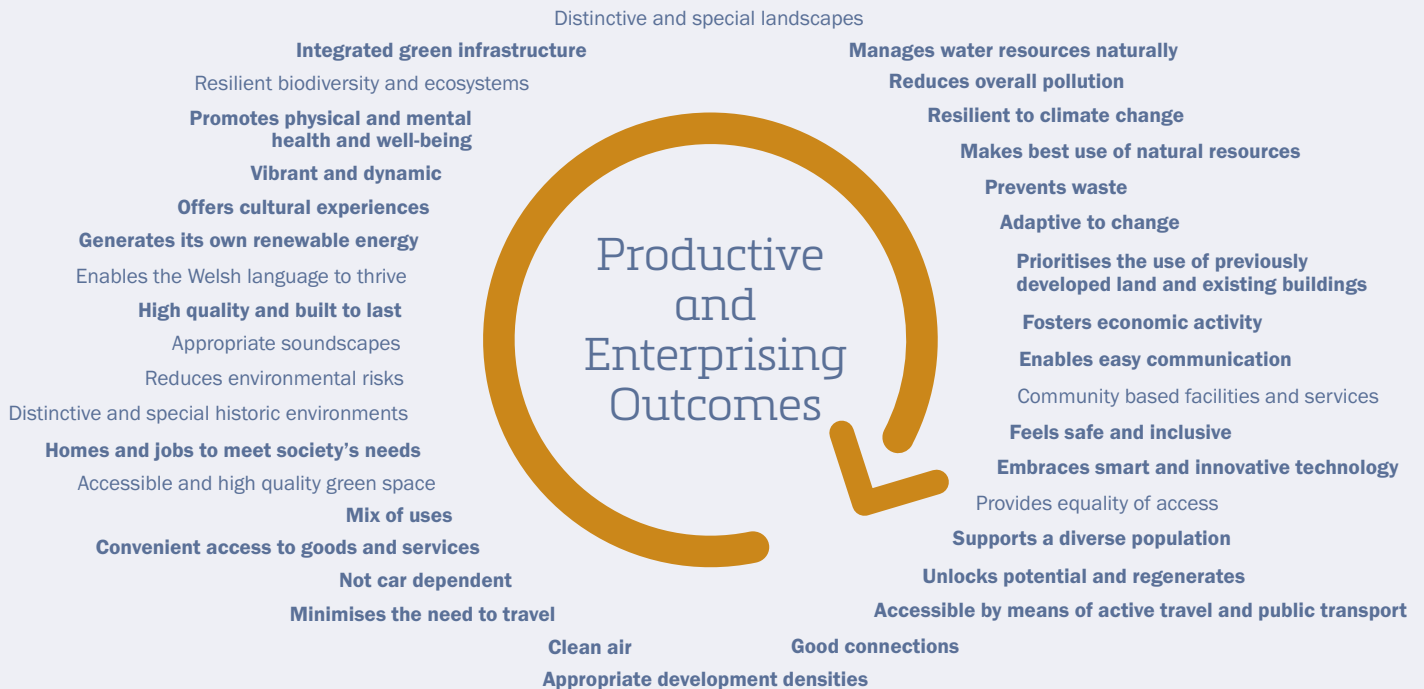 Distinctive and special landscapes
Integrated green infrastructure
Resilient biodiversity and ecosystems
Promotes physical and mental
health and well-being
Vibrant and dynamic
Offers cultural experiences
Generates its own renewable energy
Enables the Welsh language to thrive
High quality and built to last
Appropriate soundscapes
Reduces environmental risks
Distinctive and special historic environments
Homes and jobs to meet society’s needs
Accessible and high quality green space
Mix of uses
Convenient access to goods and services
Not car dependent
Minimises the need to travel
Clean air
Appropriate development densities
Productive
and
Enterprising
Outcomes
Manages water resources naturally
Reduces overall pollution
Resilient to climate change
Makes best use of natural resources
Prevents waste
Adaptive to change
Prioritises the use of previously
developed land and existing buildings
Fosters economic activity
Enables easy communication
Community based facilities and services
Feels safe and inclusive
Embraces smart and innovative technology
Provides equality of access
Supports a diverse population
Unlocks potential and regenerates
Accessible by means of active travel and public transport
Good connections